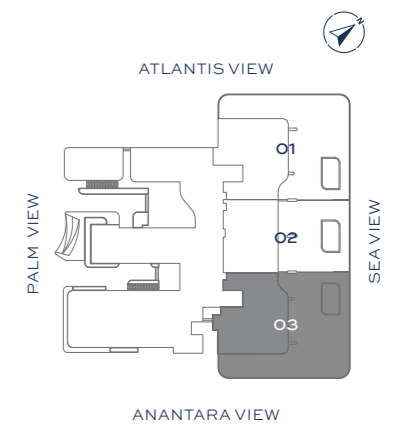 N
ATLANTIS VIEW
01
PALM VIEW
02
SEA VIEW
03
ANANTARA VIEW